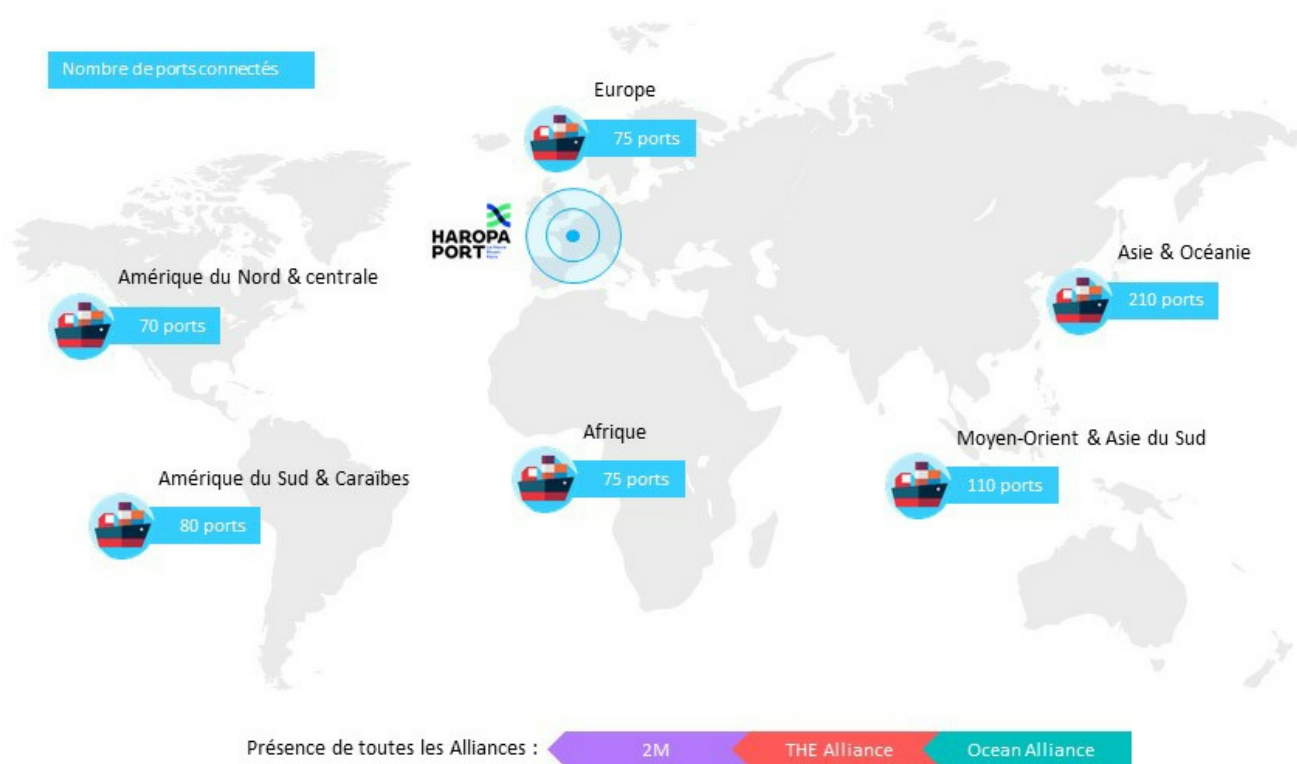 Nombre de ports connectés
Europe
75 ports
HAROPA
PORT
Amérique du Nord & centrale
70 ports
Asie & Océanie
210 ports
Afrique
75 ports
Moyen-Orient & Asie du Sud
110 ports
Amérique du Sud & Caraïbes
80 ports
Présence de toutes les Alliances :
2M
THE Alliance
Ocean Alliance